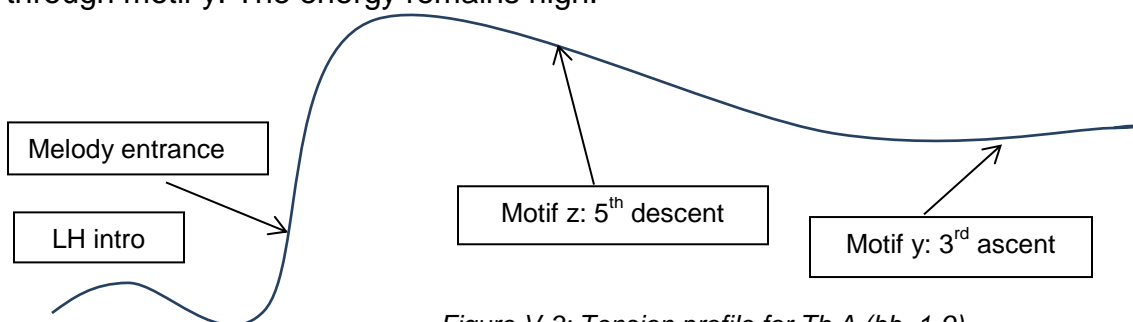 through motif y. The energy remains high.
Melody entrance
LH intro
Motif z: 5th descent
Motif y: 3rd ascent
Figure V-2: Tension profile for Th A (bb. 1-9)